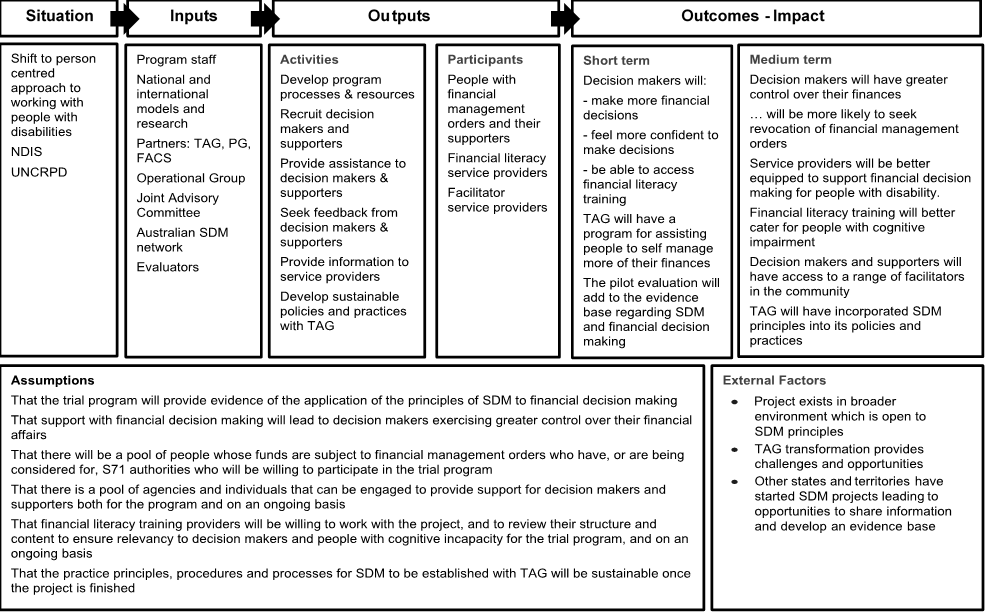 Situation
Inputs
Outputs
Outcomes - Impact
Shift to person
centred
approach to
working with
people with
disabilities
NDIS
UNCRPD
Program staff
National and
international
models and
research
Partners: TAG, PG,
FACS
Operational Group
Joint Advisory
Committee
Australian SDM
network
Evaluators
Activities
Develop program
processes & resources
Recruit decision
makers and
supporters
Provide assistance to
decision makers &
supporters
Seek feedback from
decision makers &
supporters
Provide information to
service providers
Develop sustainable
policies and practices
with TAG
Participants
People with
financial
management
orders and their
supporters
Financial literacy
service providers
Facilitator
service providers
Short term
Decision makers will:
- make more financial
decisions
- feel more confident to
make decisions
- be able to access
financial literacy
training
TAG will have a
program for assisting
people to self manage
more of their finances
The pilot evaluation will
add to the evidence
base regarding SDM
and financial decision
making
Medium term
Decision makers will have greater
control over their finances
… will be more likely to seek
revocation of financial management
orders
Service providers will be better
equipped to support financial decision
making for people with disability.
Financial literacy training will better
cater for people with cognitive
impairment
Decision makers and supporters will
have access to a range of facilitators
in the community
TAG will have incorporated SDM
principles into its policies and
practices
Assumptions
That the trial program will provide evidence of the application of the principles of SDM to financial decision making
That support with financial decision making will lead to decision makers exercising greater control over their financial
affairs
That there will be a pool of people whose funds are subject to financial management orders who have, or are being
considered for, S71 authorities who will be willing to participate in the trial program
That there is a pool of agencies and individuals that can be engaged to provide support for decision makers and
supporters both for the program and on an ongoing basis
That financial literacy training providers will be willing to work with the project, and to review their structure and
content to ensure relevancy to decision makers and people with cognitive incapacity for the trial program, and on an
ongoing basis
That the practice principles, procedures and processes for SDM to be established with TAG will be sustainable once
the project is finished
External Factors
• Project exists in broader
environment which is open to
SDM principles
• TAG transformation provides
challenges and opportunities
• Other states and territories have
started SDM projects leading to
opportunities to share information
and develop an evidence base